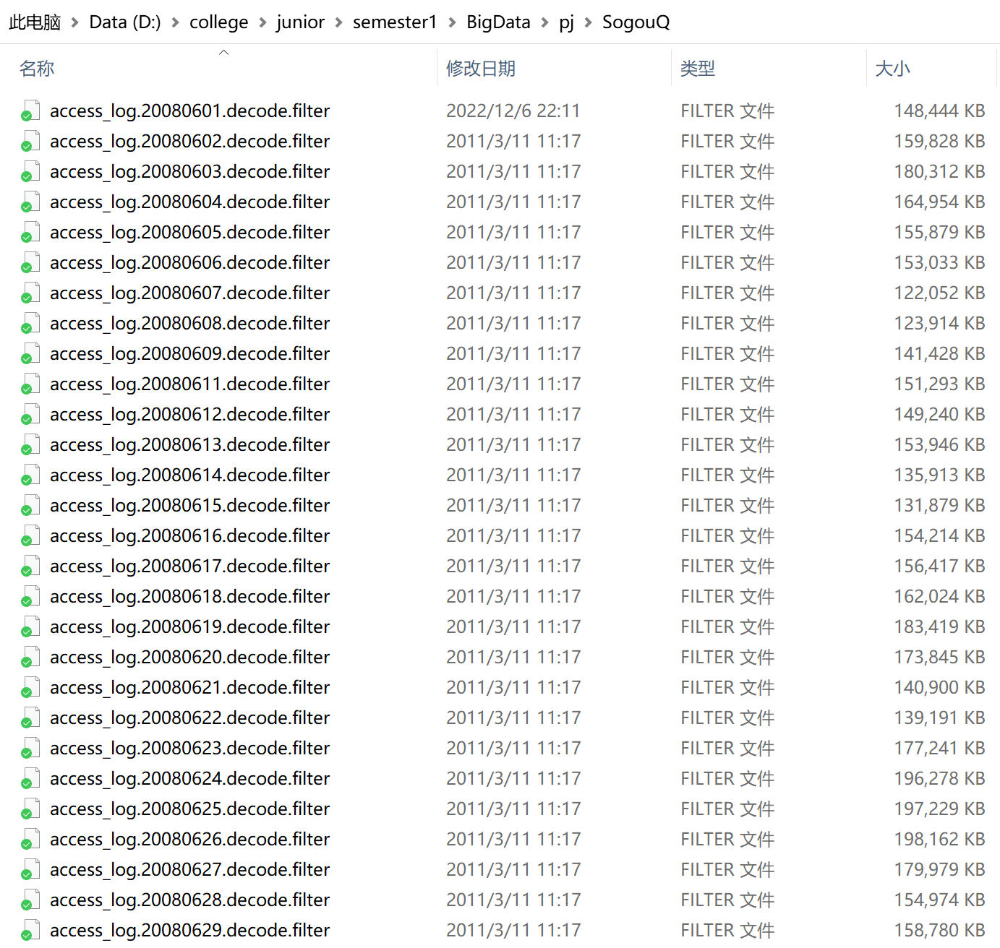 此电脑 > Data (D:) > college > junior > semester1 > BigData > pj > SogouQ
名称 修改日期 类型 大小
access_log.20080601.decode.filter 2022/12/6 22:11 FILTER 文件 148,444 KB
access_log.20080602.decode.filter 2011/3/11 11:17 FILTER 文件 159,828 KB
access_log.20080603.decode.filter 2011/3/11 11:17 FILTER 文件 180,312 KB
access_log.20080604.decode.filter 2011/3/11 11:17 FILTER 文件 164,954 KB
access_log.20080605.decode.filter 2011/3/11 11:17 FILTER 文件 155,879 KB
access_log.20080606.decode.filter 2011/3/11 11:17 FILTER 文件 153,033 KB
access_log.20080607.decode.filter 2011/3/11 11:17 FILTER 文件 122,052 KB
access_log.20080608.decode.filter 2011/3/11 11:17 FILTER 文件 123,914 KB
access_log.20080609.decode.filter 2011/3/11 11:17 FILTER 文件 141,428 KB
access_log.20080611.decode.filter 2011/3/11 11:17 FILTER 文件 151,293 KB
access_log.20080612.decode.filter 2011/3/11 11:17 FILTER 文件 149,240 KB
access_log.20080613.decode.filter 2011/3/11 11:17 FILTER 文件 153,946 KB
access_log.20080614.decode.filter 2011/3/11 11:17 FILTER 文件 135,913 KB
access_log.20080615.decode.filter 2011/3/11 11:17 FILTER 文件 131,879 KB
access_log.20080616.decode.filter 2011/3/11 11:17 FILTER 文件 154,214 KB
access_log.20080617.decode.filter 2011/3/11 11:17 FILTER 文件 156,417 KB
access_log.20080618.decode.filter 2011/3/11 11:17 FILTER 文件 162,024 KB
access_log.20080619.decode.filter 2011/3/11 11:17 FILTER 文件 183,419 KB
access_log.20080620.decode.filter 2011/3/11 11:17 FILTER 文件 173,845 KB
access_log.20080621.decode.filter 2011/3/11 11:17 FILTER 文件 140,900 KB
access_log.20080622.decode.filter 2011/3/11 11:17 FILTER 文件 139,191 KB
access_log.20080623.decode.filter 2011/3/11 11:17 FILTER 文件 177,241 KB
access_log.20080624.decode.filter 2011/3/11 11:17 FILTER 文件 196,278 KB
access_log.20080625.decode.filter 2011/3/11 11:17 FILTER 文件 197,229 KB
access_log.20080626.decode.filter 2011/3/11 11:17 FILTER 文件 198,162 KB
access_log.20080627.decode.filter 2011/3/11 11:17 FILTER 文件 179,979 KB
access_log.20080628.decode.filter 2011/3/11 11:17 FILTER 文件 154,974 KB
access_log.20080629.decode.filter 2011/3/11 11:17 FILTER 文件 158,780 KB